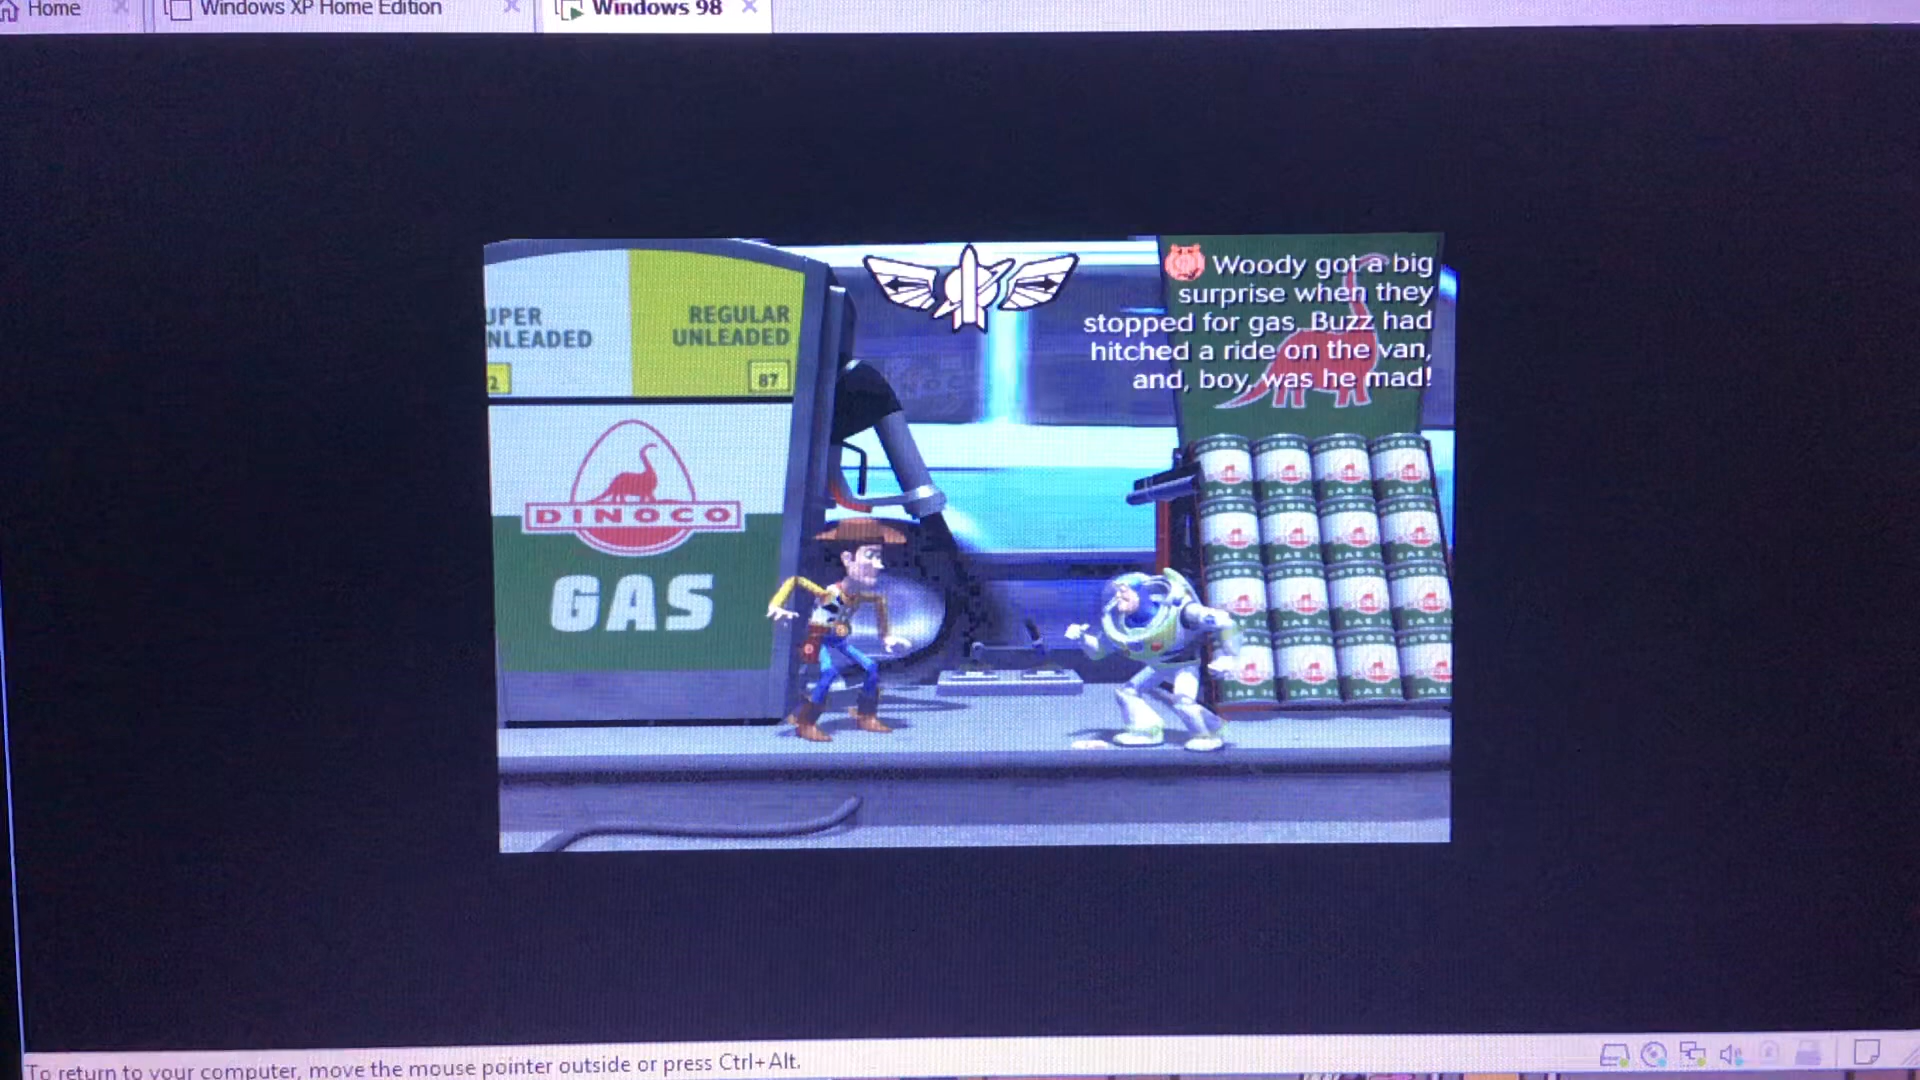 Home
Windows XP Home Edition
Windows 98
UPER
NLEADED
2
REGULAR
UNLEADED
87
DINOCO
GAS
Woody got a big
surprise when they
stopped for gas. Buzz had
hitched a ride on the van,
and, boy, was he mad!
To return to your computer, move the mouse pointer outside or press Ctrl+Alt.